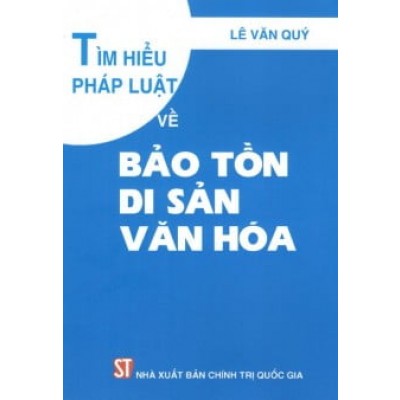 LÊ VĂN QUÝ
TÌM HIỂU
PHÁP LUẬT
VỀ
BẢO TỒN
DI SẢN
VĂN HÓA
ST NHÀ XUẤT BẢN CHÍNH TRỊ QUỐC GIA